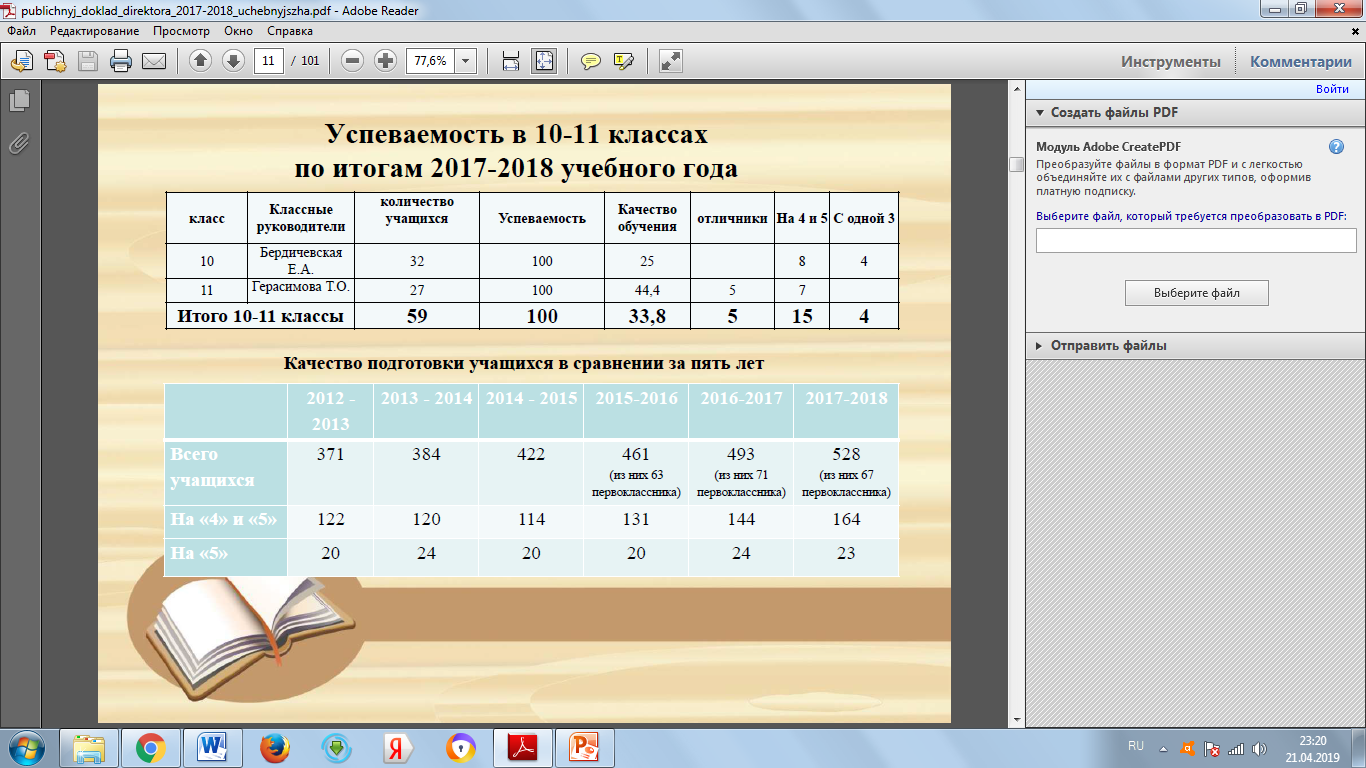 publichnyj_doklad_direktora_2017-2018_uchebnyjszha.pdf - Adobe Reader
Файл Редактирование Просмотр Окно Справка
11 / 101 77,6% Инструменты Комментарии
Войти
Создать файлы PDF
Модуль Adobe CreatePDF
Преобразуйте файлы в формат PDF и с легкостью
объединяйте их с файлами других типов, оформив
платную подписку.
Выберите файл, который требуется преобразовать в PDF:
Выберите файл
Отправить файлы
Успеваемость в 10-11 классах
по итогам 2017-2018 учебного года
класс Классные руководители количество учащихся Успеваемость Качество обучения отличники На 4 и 5 С одной 3
10 Бердичевская Е.А. 32 100 25 8 4
11 Герасимова Т.О. 27 100 44,4 5 7
Итого 10-11 классы 59 100 33,8 5 15 4
Качество подготовки учащихся в сравнении за пять лет
2012 - 2013 2013 - 2014 2014 - 2015 2015-2016 2016-2017 2017-2018
Всего учащихся 371 384 422 461 (из них 63 первоклассника) 493 (из них 71 первоклассника) 528 (из них 67 первоклассника)
На «4» и «5» 122 120 114 131 144 164
На «5» 20 24 20 20 24 23
RU 23:20
21.04.2019